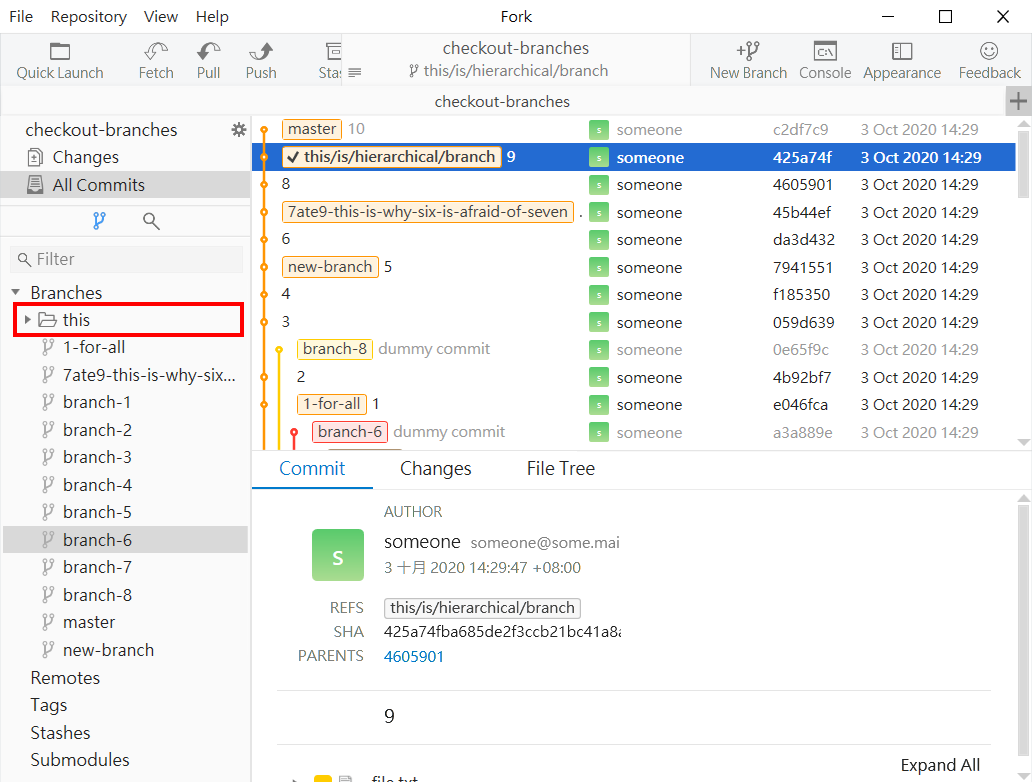 File Repository View Help Fork
Quick Launch Fetch Pull Push Stas
checkout-branches
this/is/hierarchical/branch
New Branch Console Appearance Feedback
checkout-branches
checkout-branches
Changes
All Commits
Filter
Branches
this
1-for-all
7ate9-this-is-why-six...
branch-1
branch-2
branch-3
branch-4
branch-5
branch-6
branch-7
branch-8
master
new-branch
Remotes
Tags
Stashes
Submodules
master 10 s someone c2df7c9 3 Oct 2020 14:29
this/is/hierarchical/branch 9 s someone 425a74f 3 Oct 2020 14:29
8 s someone 4605901 3 Oct 2020 14:29
7ate9-this-is-why-six-is-afraid-of-seven . s someone 45b44ef 3 Oct 2020 14:29
6 s someone da3d432 3 Oct 2020 14:29
new-branch 5 s someone 7941551 3 Oct 2020 14:29
4 s someone f185350 3 Oct 2020 14:29
3 s someone 059d639 3 Oct 2020 14:29
branch-8 dummy commit s someone 0e65f9c 3 Oct 2020 14:29
2 s someone 4b92bf7 3 Oct 2020 14:29
1-for-all 1 s someone e046fca 3 Oct 2020 14:29
branch-6 dummy commit s someone a3a889e 3 Oct 2020 14:29
Commit Changes File Tree
AUTHOR
s
someone someone@some.mai
3 十月 2020 14:29:47 +08:00
REFS this/is/hierarchical/branch
SHA 425a74fba685de2f3ccb21bc41a8
PARENTS 4605901
9
Expand All
file.txt